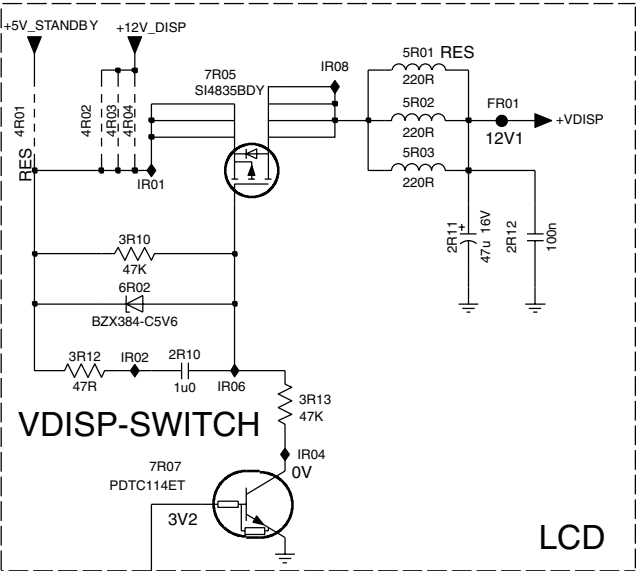 +5V_STANDBY
+12V_DISP
7R05
SI4835BDY
IR08
5R01 RES
220R
5R02
220R
5R03
220R
FR01
12V1
+VDISP
4R01
RES
4R02
4R03
4R04
IR01
3R10
47K
6R02
BZX384-C5V6
3R12
47R
IR02
2R10
1u0
IR06
2R11
+
47u 16V
2R12
100n
3R13
47K
VDISP-SWITCH
IR04
0V
7R07
PDTC114ET
3V2
LCD